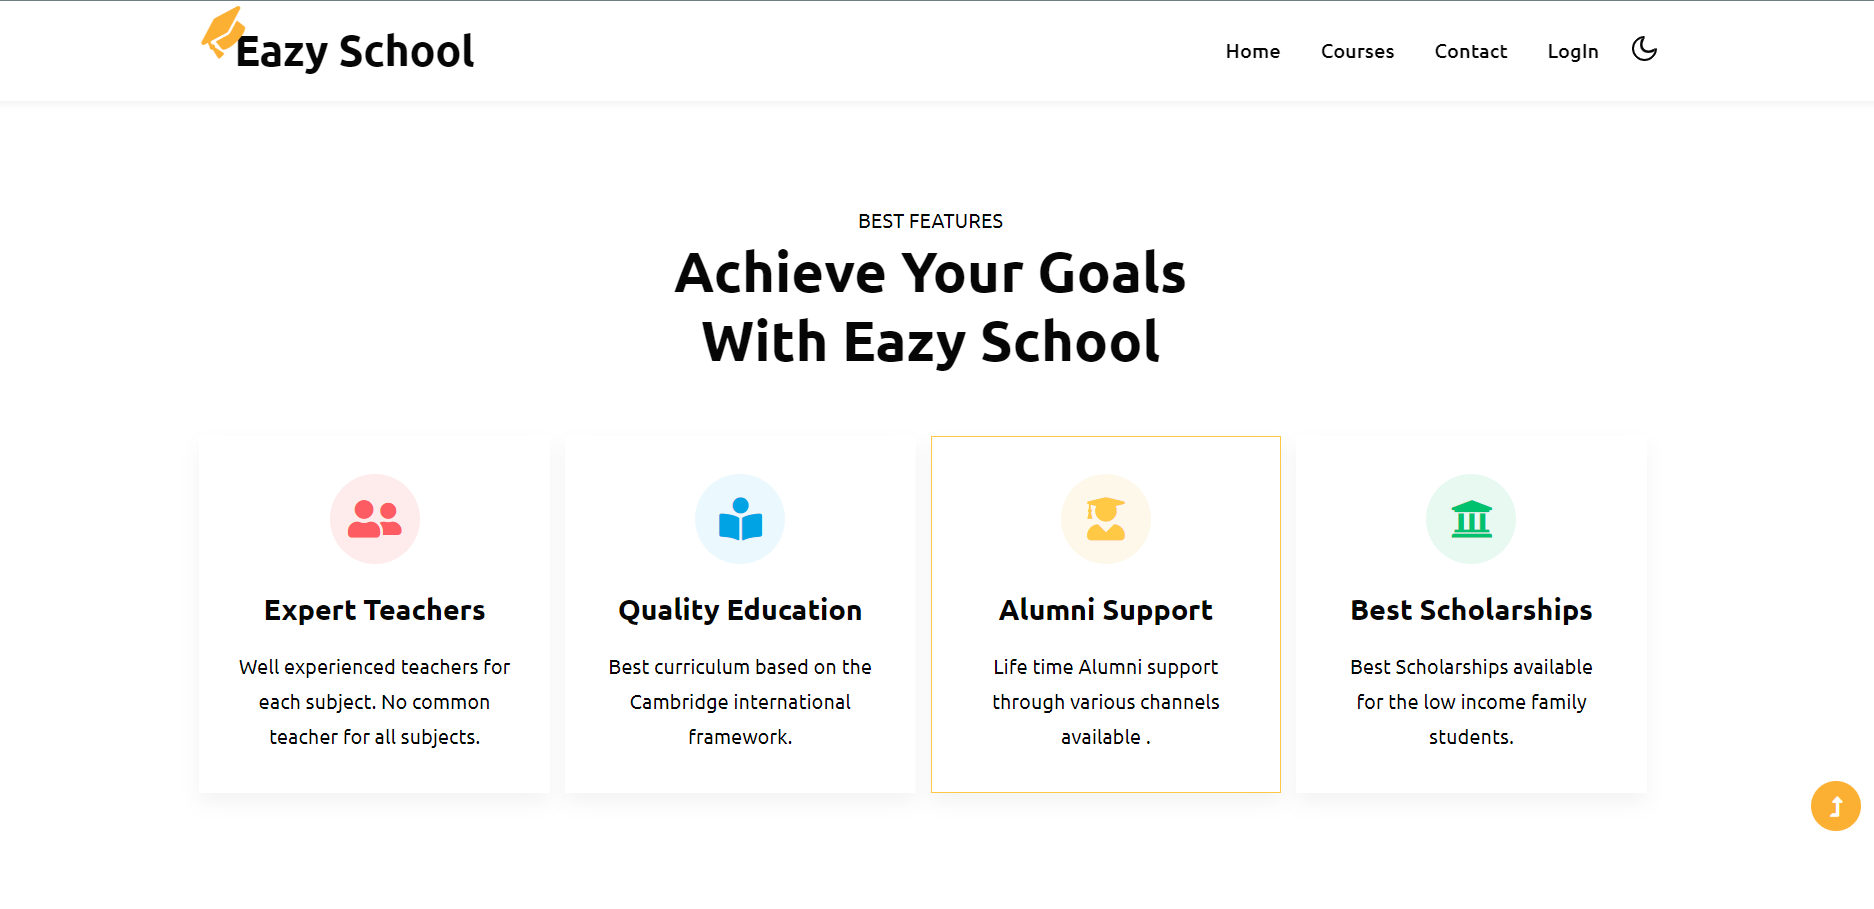 Eazy School
Home
Courses
Contact
LogIn
BEST FEATURES
Achieve Your Goals
With Eazy School
Expert Teachers
Well experienced teachers for
each subject. No common
teacher for all subjects.
Quality Education
Best curriculum based on the
Cambridge international
framework.
Alumni Support
Life time Alumni support
through various channels
available .
Best Scholarships
Best Scholarships available
for the low income family
students.